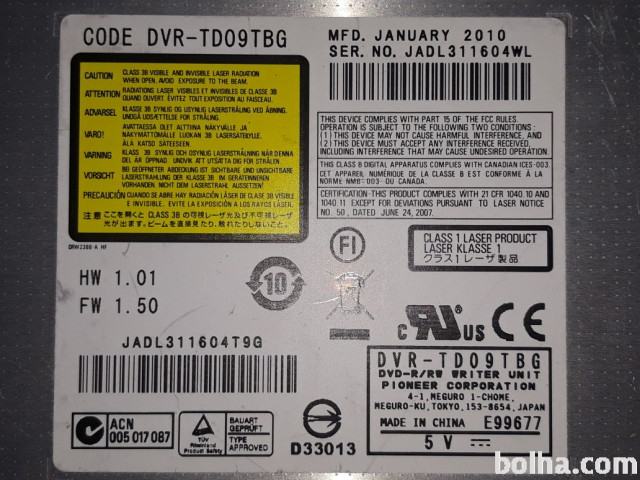 CODE DVR-TD09TBG
MFD. JANUARY 2010
SER. NO. JADL311604WL
CAUTION CLASS 3B VISIBLE AND INVISIBLE LASER RADIATION
WHEN OPEN. AVOID EXPOSURE TO THE BEAM.
ATTENTION RADIATIONS LASER VISIBLES ET INVISIBLES DE CLASSE 3B
QUAND OUVERT. ÉVITEZ TOUT EXPOSITION AU FAISCEAU.
ADVARSEL KLASSE 3B SYNLIG OG USYNLIG LASERSTRÅLING VED ÅBNING.
UNDGÅ UDSÆTTELSE FOR STRÅLING.
VARO! AVATTAESSA OLET ALTTIINA NÄKYVÄLLE JA
NÄKYMÄTTÖMALLE LUOKAN 3B LASERSÄTEILYLLE.
ÄLÄ KATSO SÄTEESEEN.
VARNING KLASS 3B SYNLIG OCH OSYNLIG LASERSTRÅLNING NÄR DENNA
DEL ÄR ÖPPNAD. UNDVIK ATT UTSÄTTA DIG FÖR STRÅLEN.
VORSICHT BEI GEÖFFNETER ABDEIKUNG IST SICHTBARE UND UNSICHTBARE
LASERSTRAHLUNG DER KLASSE 3B IM GERÄTEINNEREN
VORHANDEN. NICHT DEM LASERSTRAHL AUSSETZEN!
PRECAUCIÓN CUANDO SE ABRE HAY RADIACIÓN LÁSER DE CLASE 3B VISIBLE
E INVISIBLE. EVITE LA EXPOSICIÓN A LOS RAYOS LÁSER.
注意 ここを開くと CLASS 3B の可視レーザ光及び不可視レーザ
光が出ます。ビームを直接見たり、触れたりしないこと。
DRW2380 A HF
THIS DEVICE COMPLIES WITH PART 15 OF THE FCC RULES.
OPERATION IS SUBJECT TO THE FOLLOWING TWO CONDITIONS:
(1) THIS DEVICE MAY NOT CAUSE HARMFUL INTERFERENCE, AND
(2) THIS DEVICE MUST ACCEPT ANY INTERFERENCE RECEIVED,
INCLUDING INTERFERENCE THAT MAY CAUSE UNDESIRED OPERATION.
THIS CLASS B DIGITAL APPARATUS COMPLIES WITH CANADIAN ICES-003.
CET APPAREIL NUMÉRIQUE DE LA CLASSE B EST CONFORME À LA
NORME NMB-003 DU CANADA.
CERTIFICATION-THIS PRODUCT COMPLIES WITH 21 CFR 1040.10 AND
1040.11 EXCEPT FOR DEVIATIONS PURSUANT TO LASER NOTICE
NO. 50, DATED JUNE 24, 2007.
FI
CLASS 1 LASER PRODUCT
LASER KLASSE 1
クラス1レーザ製品
HW 1.01
FW 1.50
10
c RU US CE
JADL311604T9G
DVR-TD09TBG
DVD-R/RW WRITER UNIT
PIONEER CORPORATION
4-1, MEGURO 1-CHOME,
MEGURO-KU, TOKYO, 153-8654, JAPAN
MADE IN CHINA E99677
5V
ACN
005 017 087
TÜV
Rheinland
Product Safety
BAUART
GEPRÜFT
TYPE
APPROVED
D33013
bolha.com